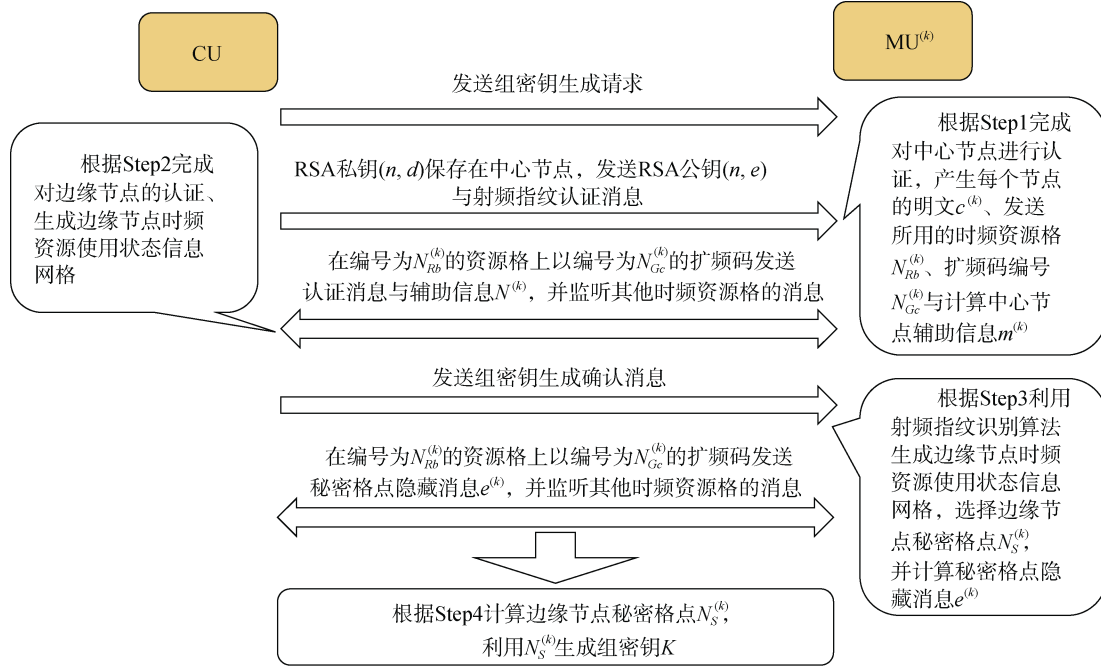 CU
MU^(k)
发送组密钥生成请求
根据Step2完成
对边缘节点的认证、
生成边缘节点时频
资源使用状态信息
网格
RSA私钥(n, d)保存在中心节点，发送RSA公钥(n, e)
与射频指纹认证消息
根据Step1完成
对中心节点进行认
证，产生每个节点
的明文c^(k)、发送
所用的时频资源格
N_Rb^(k)、扩频码编号
N_Gc^(k)与计算中心节
点辅助信息m^(k)
在编号为N_Rb^(k)的资源格上以编号为N_Gc^(k)的扩频码发送
认证消息与辅助信息N^(k)，并监听其他时频资源格的消息
发送组密钥生成确认消息
根据Step3利用
射频指纹识别算法
生成边缘节点时频
资源使用状态信息
网格，选择边缘节
点秘密格点N_S^(k)，
并计算秘密格点隐
藏消息e^(k)
在编号为N_Rb^(k)的资源格上以编号为N_Gc^(k)的扩频码发送
秘密格点隐藏消息e^(k)，并监听其他时频资源格的消息
根据Step4计算边缘节点秘密格点N_S^(k)，
利用N_S^(k)生成组密钥K